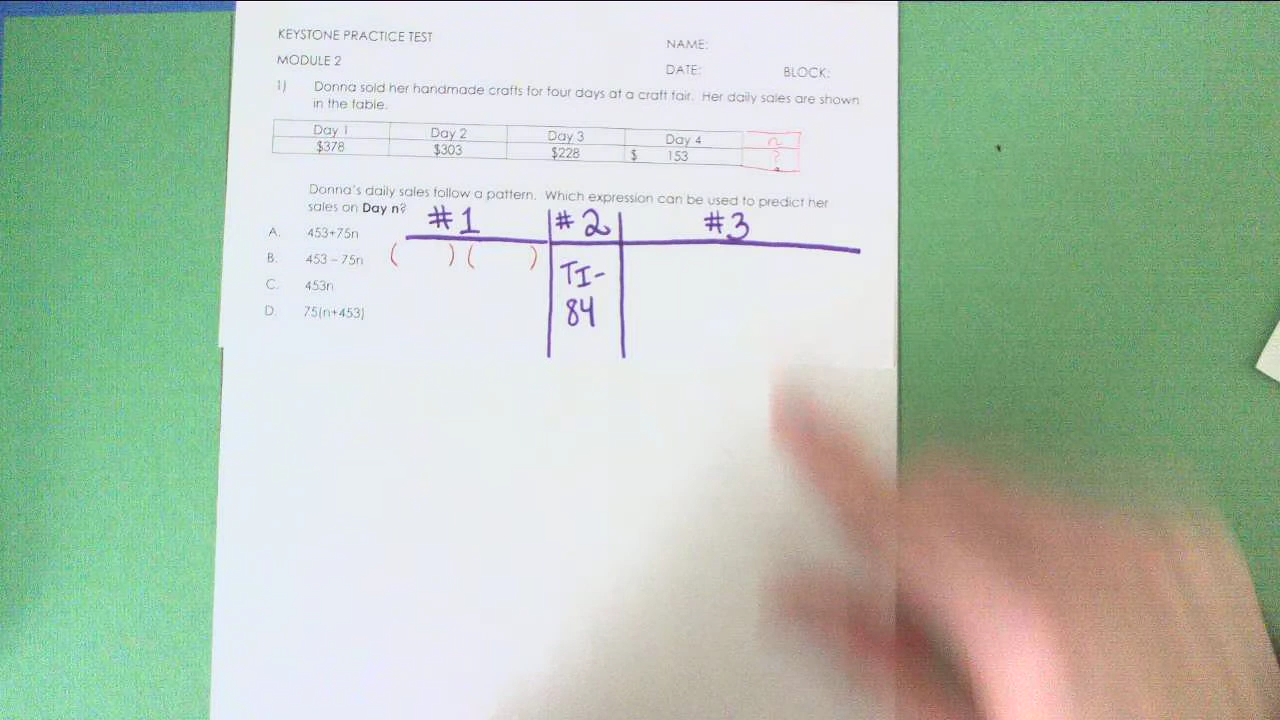 KEYSTONE PRACTICE TEST
NAME:
MODULE 2
DATE: BLOCK:
1) Donna sold her handmade crafts for four days at a craft fair. Her daily sales are shown
in the table.
Day 1 Day 2 Day 3 Day 4 n
$378 $303 $228 $ 153 ?
Donna's daily sales follow a pattern. Which expression can be used to predict her
sales on Day n?
#1 #2 #3
A. 453+75n
B. 453 – 75n ( ) ( )
TI-
84
C. 453n
D. 75(n+453)